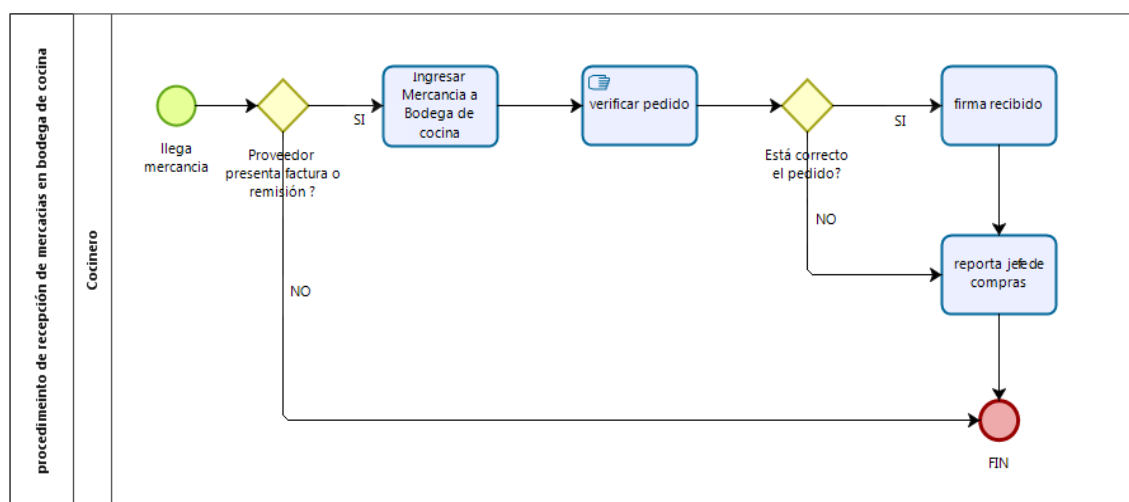 procedimeinto de recepción de mercacias en bodega de cocina
Cocinero
llega
mercancia
Proveedor
presenta factura o
remisión ?
SI
NO
Ingresar
Mercancia a
Bodega de
cocina
verificar pedido
Está correcto
el pedido?
SI
NO
firma recibido
reporta jefe de
compras
FIN